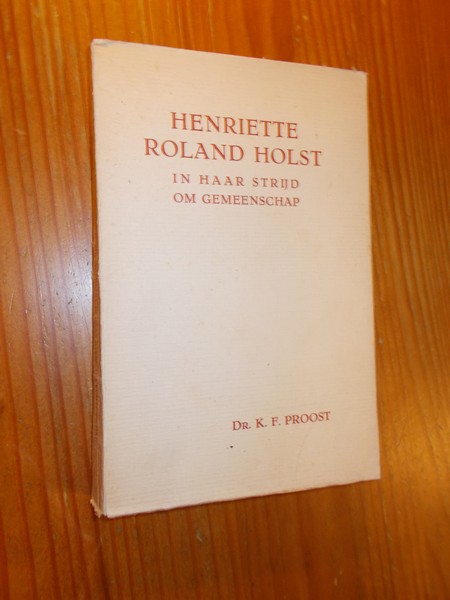 HENRIETTE
ROLAND HOLST
IN HAAR STRIJD
OM GEMEENSCHAP
DR. K. F. PROOST